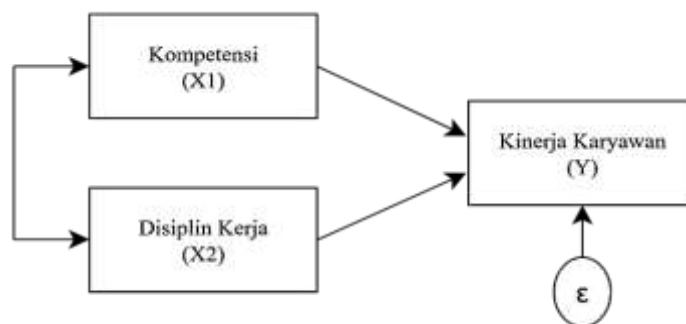 Kompetensi
(X1)
Kinerja Karyawan
(Y)
Disiplin Kerja
(X2)
ε